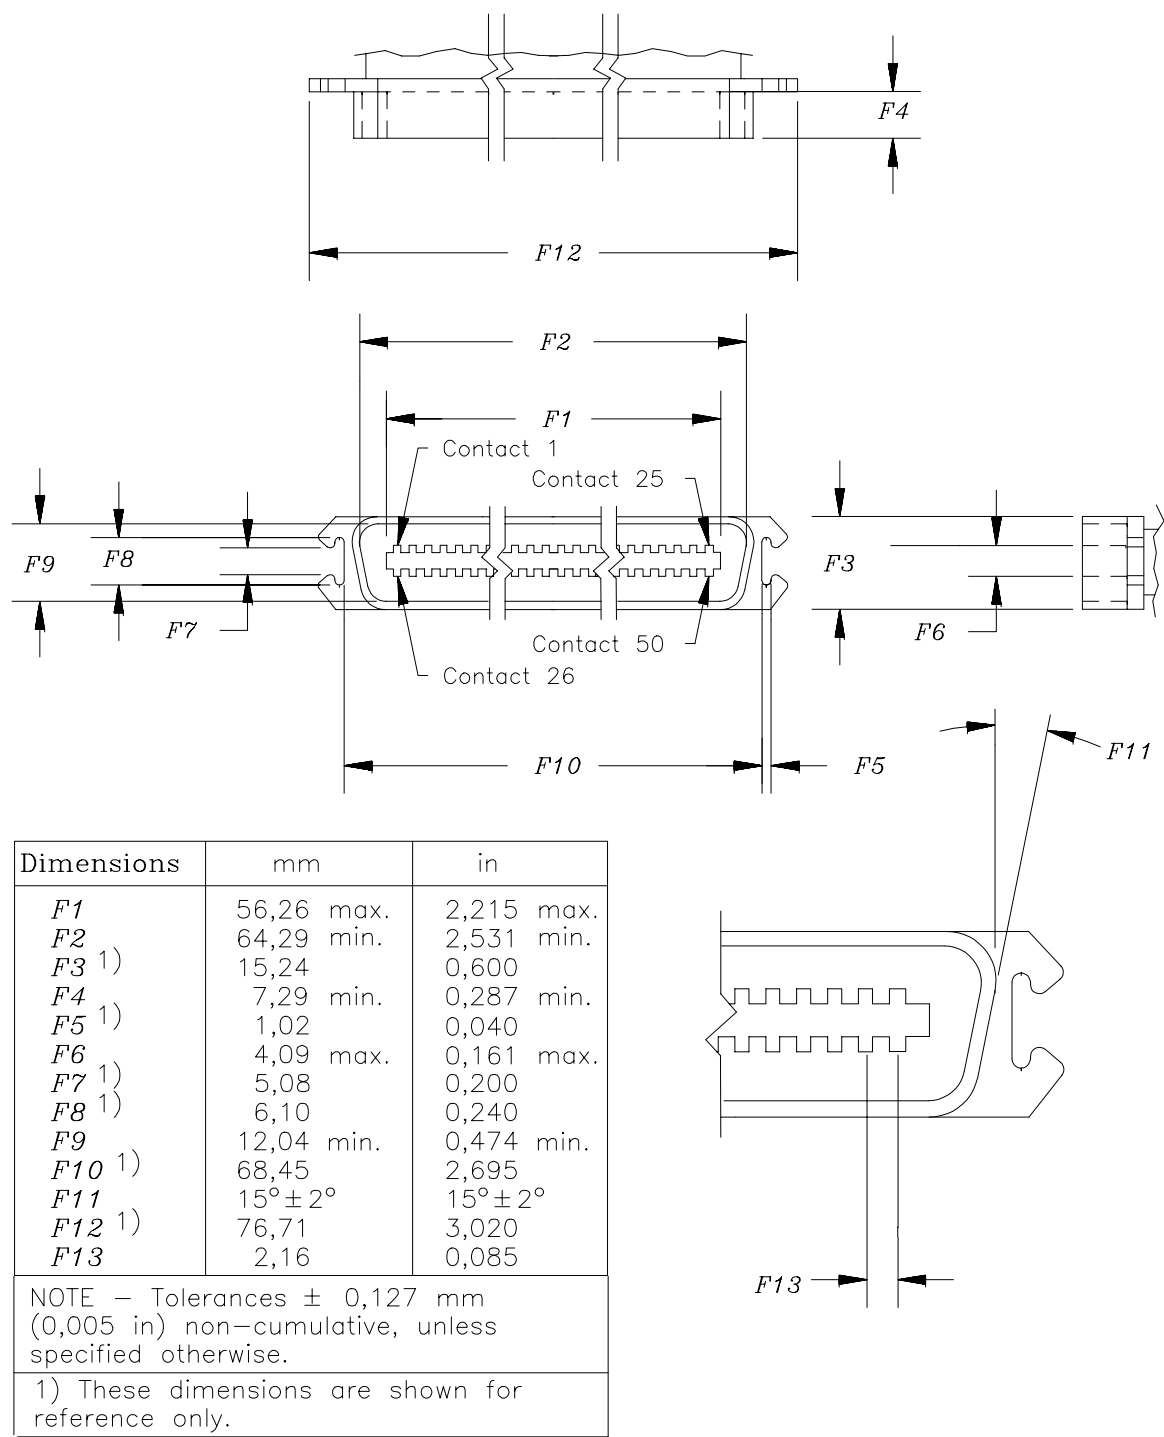 F4
F12
F2
F1
Contact 1
Contact 25
F9
F8
F3
F7
F6
Contact 50
Contact 26
F10
F5
F11
Dimensions mm in
F1 56,26 max. 2,215 max.
F2 64,29 min. 2,531 min.
F3 1) 15,24 0,600
F4 7,29 min. 0,287 min.
F5 1) 1,02 0,040
F6 4,09 max. 0,161 max.
F7 1) 5,08 0,200
F8 1) 6,10 0,240
F9 12,04 min. 0,474 min.
F10 1) 68,45 2,695
F11 15°±2° 15°±2°
F12 1) 76,71 3,020
F13 2,16 0,085
NOTE – Tolerances ± 0,127 mm
(0,005 in) non–cumulative, unless
specified otherwise.
1) These dimensions are shown for
reference only.
F13